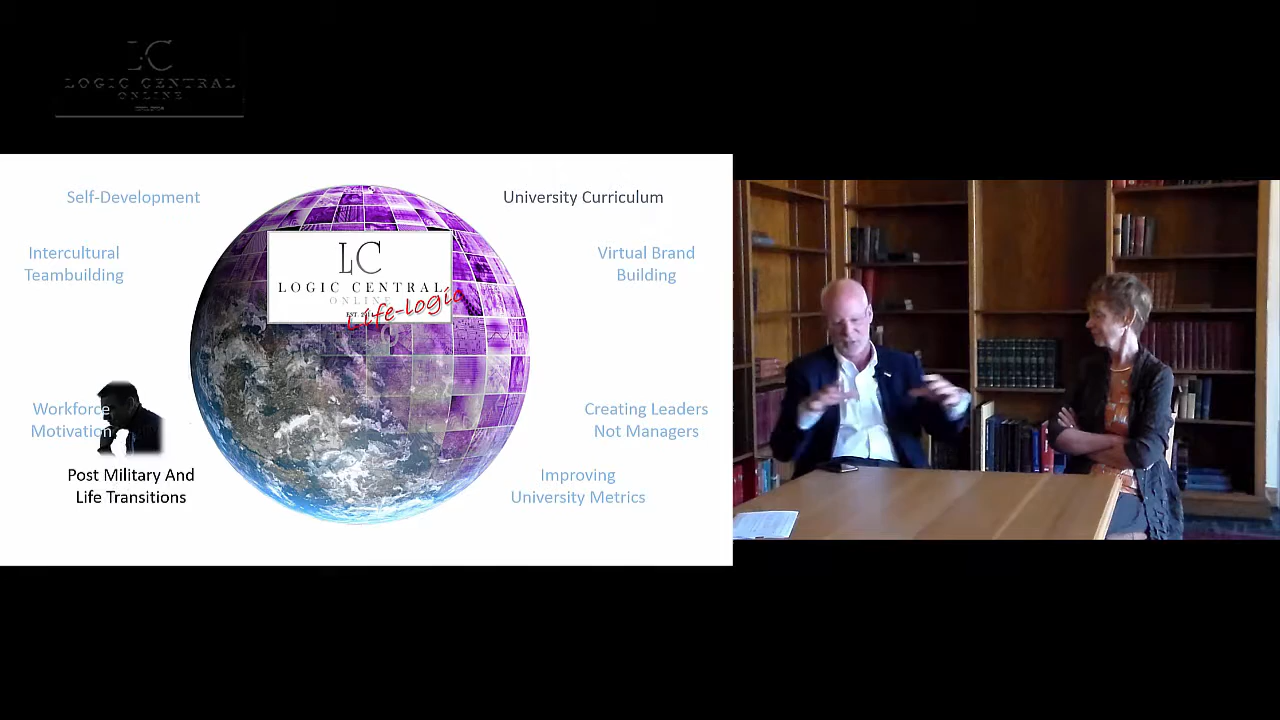 LC
LOGIC CENTRAL
ONLINE
Self-Development
University Curriculum
Intercultural
Teambuilding
Virtual Brand
Building
LC
LOGIC CENTRAL
ONLINE
Life-logic
Workforce
Motivation
Creating Leaders
Not Managers
Post Military And
Life Transitions
Improving
University Metrics